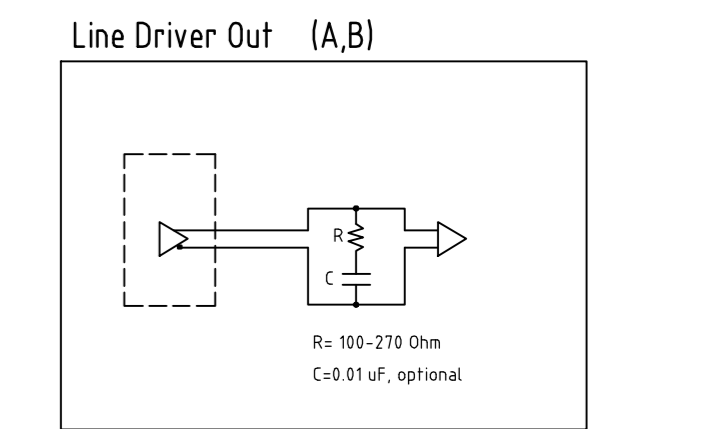 Line Driver Out (A,B)
R
C
R= 100-270 Ohm
C=0.01 uF, optional